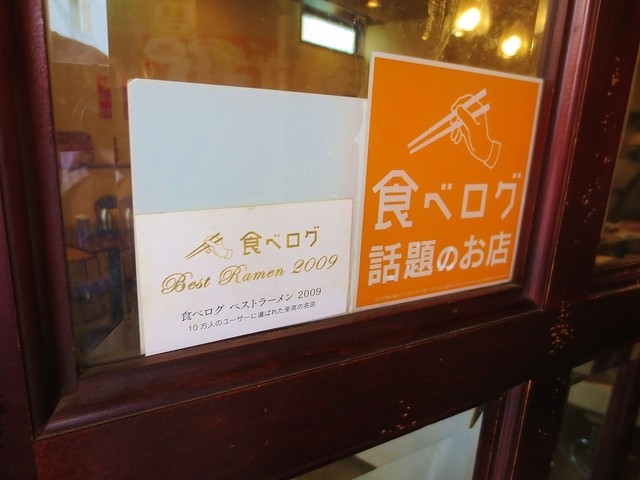 食べログ
Best Ramen 2009
食べログ ベストラーメン 2009
10万人のユーザーに選ばれた至高の名店
食べログ
話題のお店